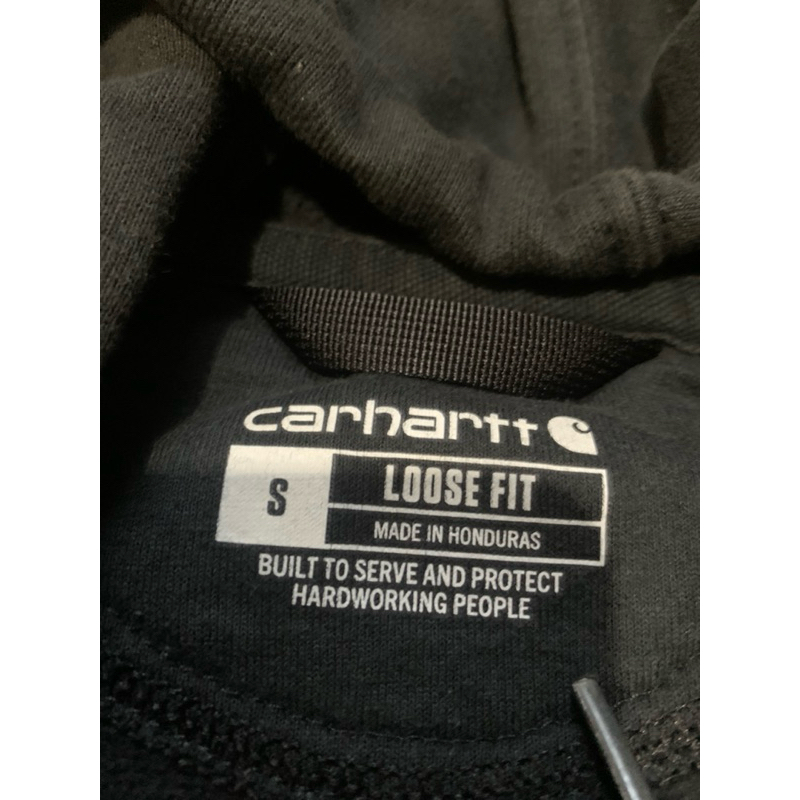 carhartt
S
LOOSE FIT
MADE IN HONDURAS
BUILT TO SERVE AND PROTECT
HARDWORKING PEOPLE